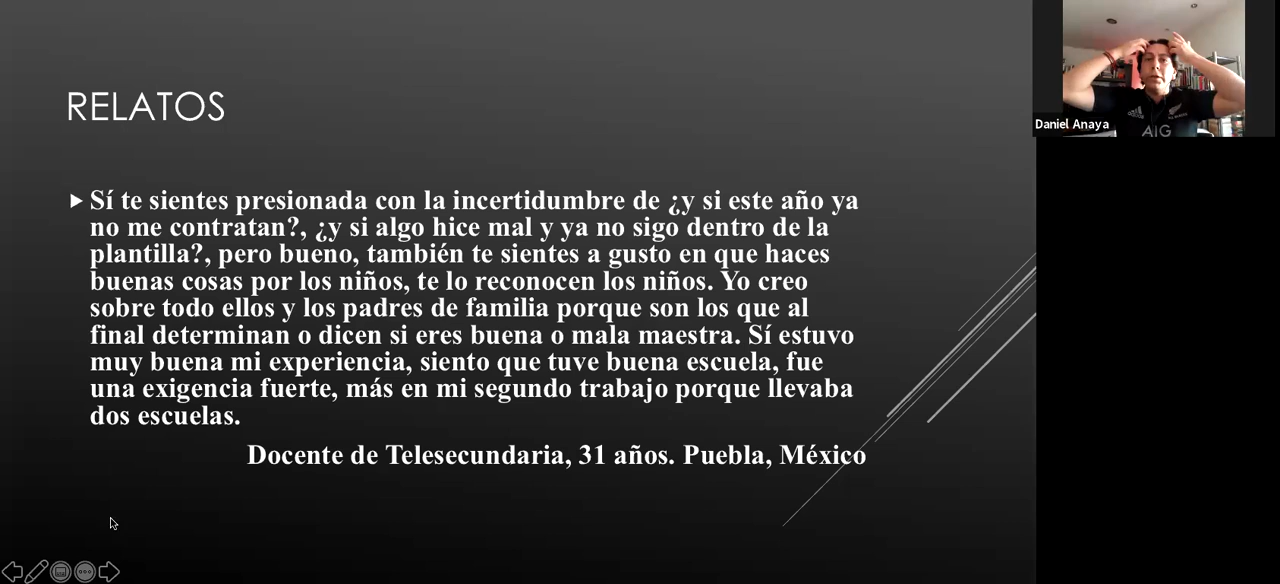 RELATOS
Sí te sientes presionada con la incertidumbre de ¿y si este año ya
no me contratan?, ¿y si algo hice mal y ya no sigo dentro de la
plantilla?, pero bueno, también te sientes a gusto en que haces
buenas cosas por los niños, te lo reconocen los niños. Yo creo
sobre todo ellos y los padres de familia porque son los que al
final determinan o dicen si eres buena o mala maestra. Sí estuvo
muy buena mi experiencia, siento que tuve buena escuela, fue
una exigencia fuerte, más en mi segundo trabajo porque llevaba
dos escuelas.
Docente de Telesecundaria, 31 años. Puebla, México
Daniel Anaya
AIG